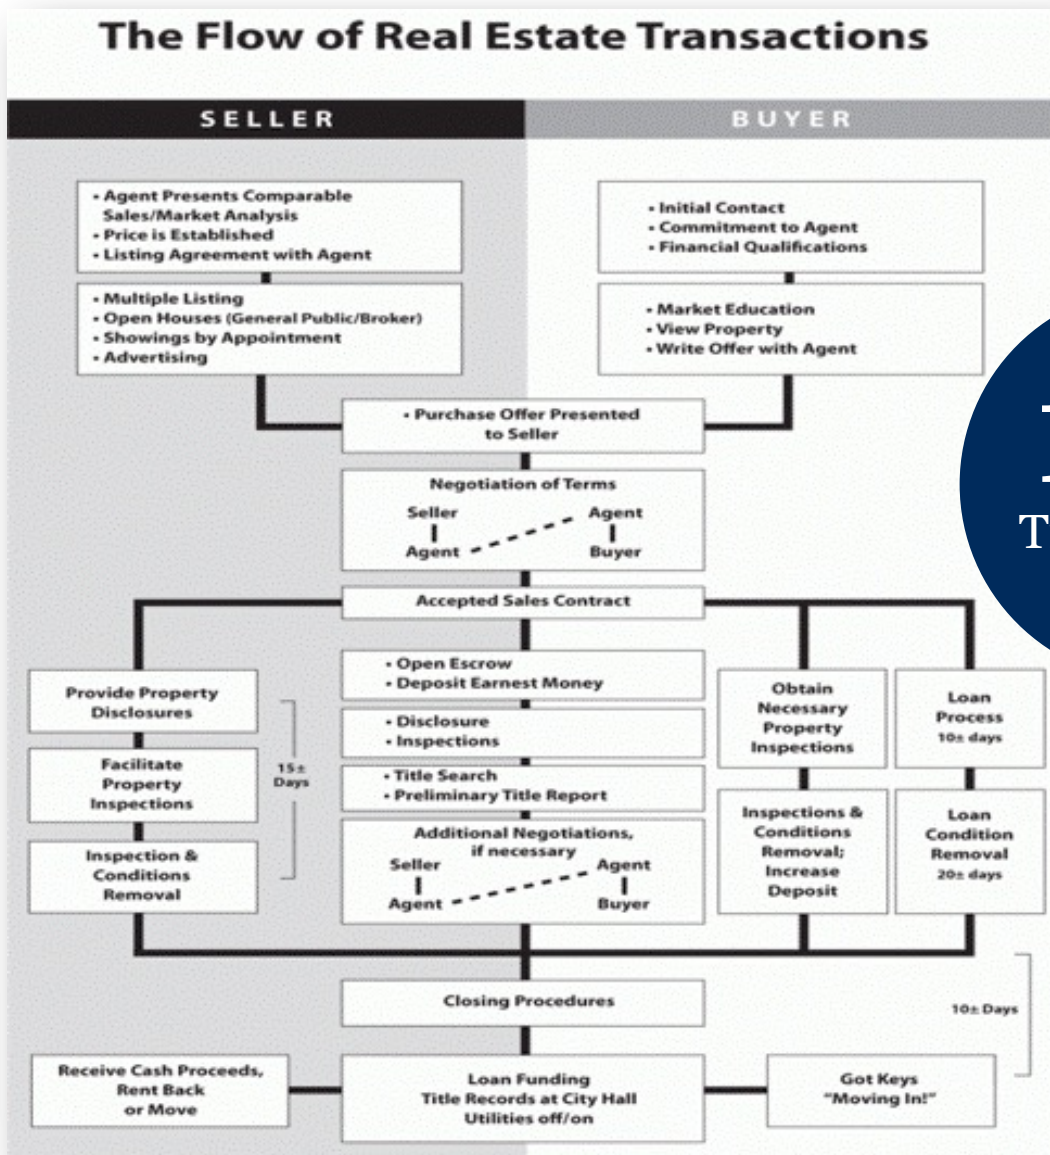 The Flow of Real Estate Transactions
SELLER
BUYER
• Agent Presents Comparable
Sales/Market Analysis
• Price is Established
• Listing Agreement with Agent
• Initial Contact
• Commitment to Agent
• Financial Qualifications
• Multiple Listing
• Open Houses (General Public/Broker)
• Showings by Appointment
• Advertising
• Market Education
• View Property
• Write Offer with Agent
• Purchase Offer Presented
to Seller
Negotiation of Terms
Seller
Agent
Agent
Buyer
Accepted Sales Contract
Provide Property
Disclosures
Facilitate
Property
Inspections
Inspection &
Conditions
Removal
15±
Days
• Open Escrow
• Deposit Earnest Money
• Disclosure
• Inspections
• Title Search
• Preliminary Title Report
Additional Negotiations,
if necessary
Seller
Agent
Agent
Buyer
Obtain
Necessary
Property
Inspections
Inspections &
Conditions
Removal;
Increase
Deposit
Loan
Process
10± days
Loan
Condition
Removal
20± days
Closing Procedures
10± Days
Receive Cash Proceeds,
Rent Back
or Move
Loan Funding
Title Records at City Hall
Utilities off/on
Got Keys
"Moving In!"